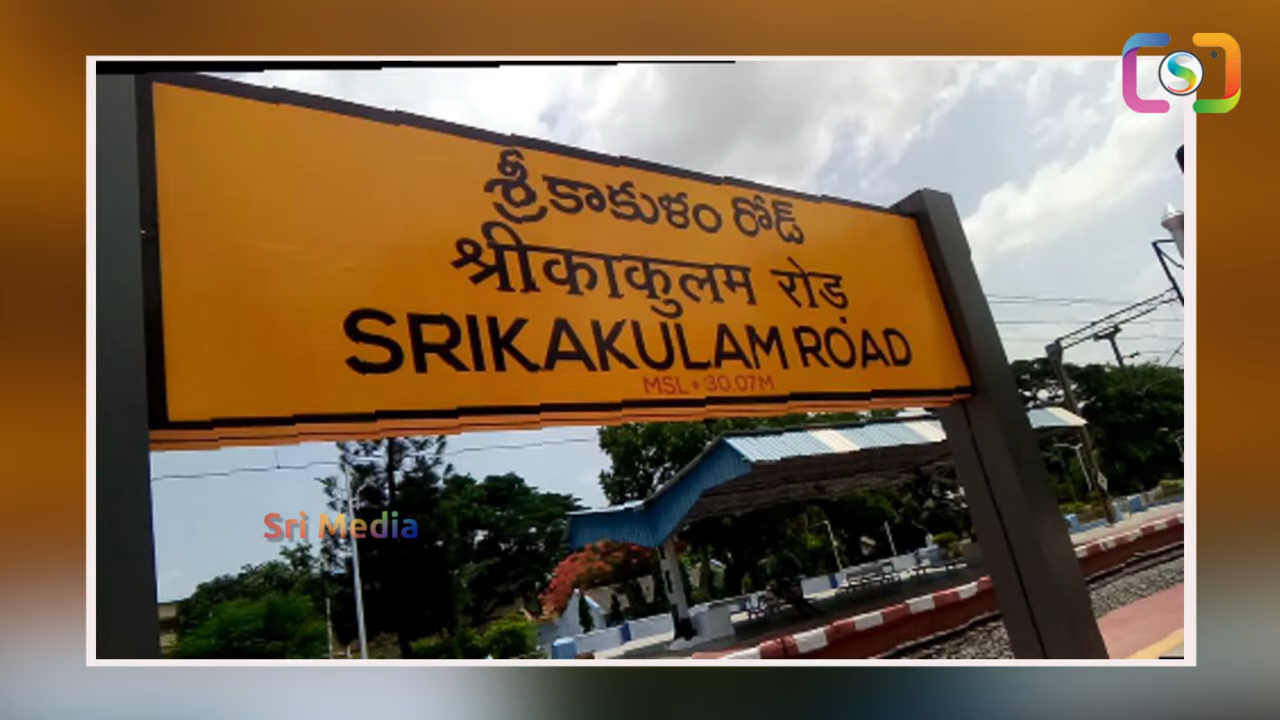 శ్రీకాకుళం రోడ్
श्रीकाकुलम रोड़
SRIKAKULAM ROAD
MSL+30.07M
Sri Media
S